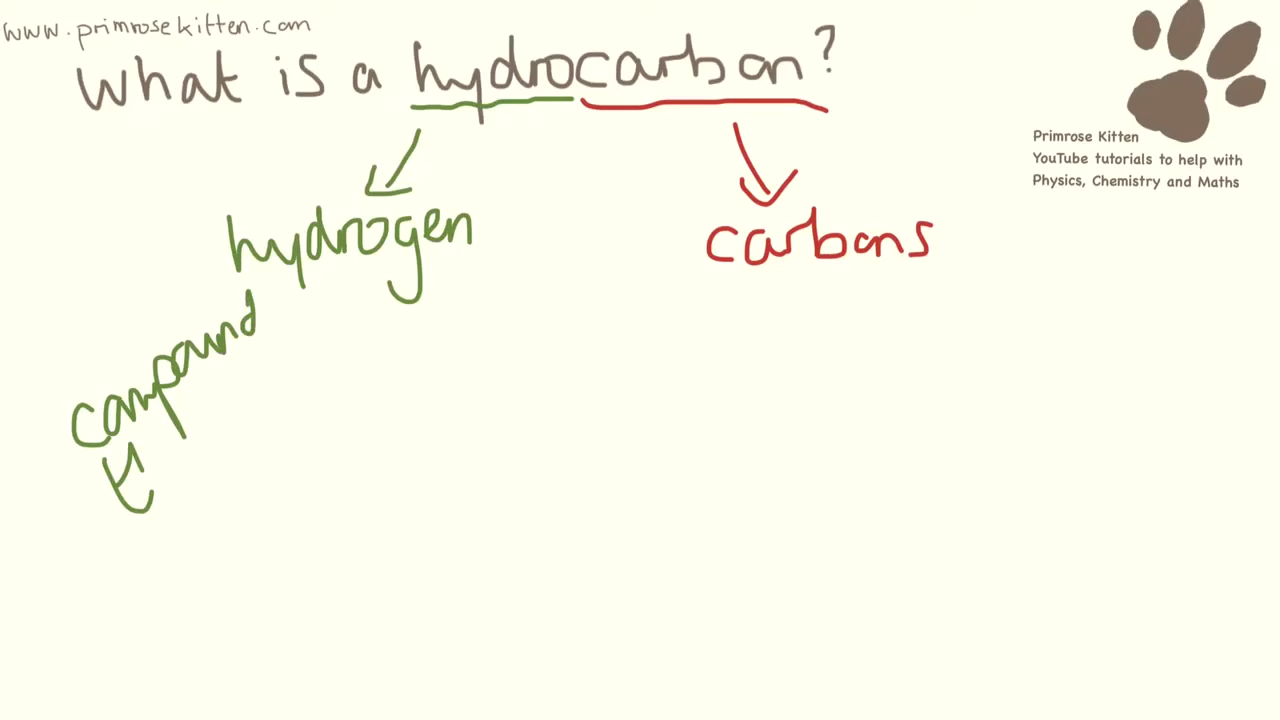 www.primrosekitten.com
What is a hydrocarbon?
Primrose Kitten
YouTube tutorials to help with
Physics, Chemistry and Maths
hydrogen
carbons
compound